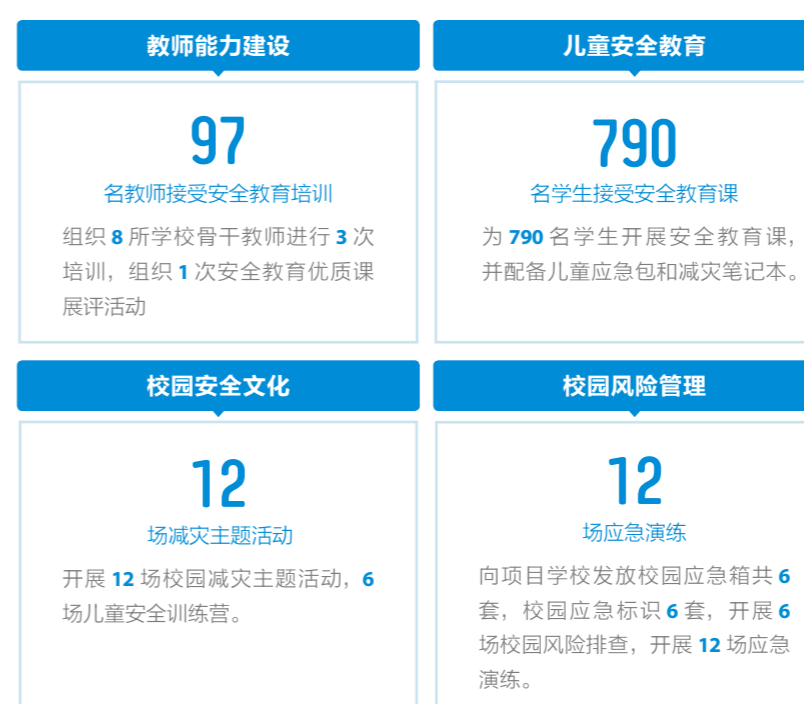 教师能力建设
97
名教师接受安全教育培训
组织 8 所学校骨干教师进行 3 次
培训，组织 1 次安全教育优质课
展评活动
儿童安全教育
790
名学生接受安全教育课
为 790 名学生开展安全教育课，
并配备儿童应急包和减灾笔记本。
校园安全文化
12
场减灾主题活动
开展 12 场校园减灾主题活动，6
场儿童安全训练营。
校园风险管理
12
场应急演练
向项目学校发放校园应急箱共 6
套，校园应急标识 6 套，开展 6
场校园风险排查，开展 12 场应急
演练。